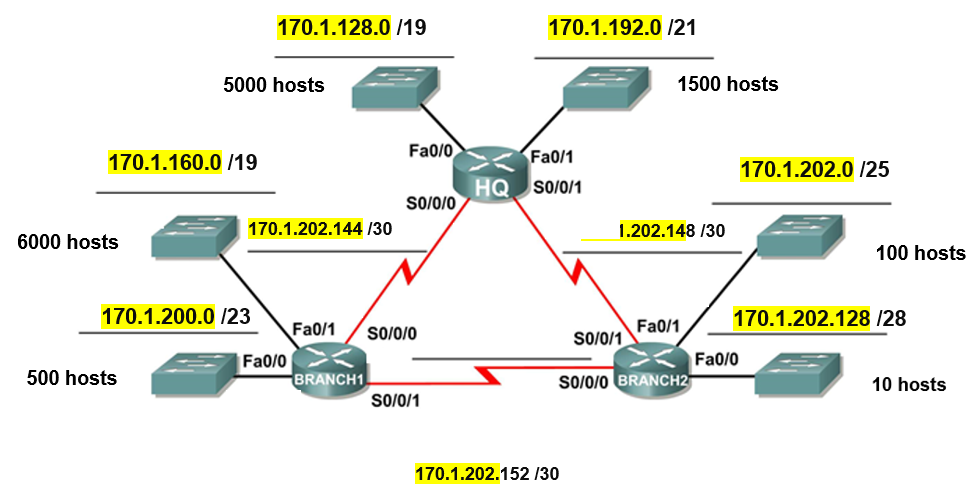 170.1.128.0 /19
170.1.192.0 /21
5000 hosts
1500 hosts
Fa0/0
Fa0/1
HQ
S0/0/0
S0/0/1
170.1.160.0 /19
170.1.202.0 /25
6000 hosts
170.1.202.144 /30
1.202.148 /30
100 hosts
170.1.200.0 /23
170.1.202.128 /28
Fa0/1
S0/0/0
S0/0/1
Fa0/1
500 hosts
Fa0/0
BRANCH1
S0/0/1
S0/0/0
BRANCH2
Fa0/0
10 hosts
170.1.202.152 /30